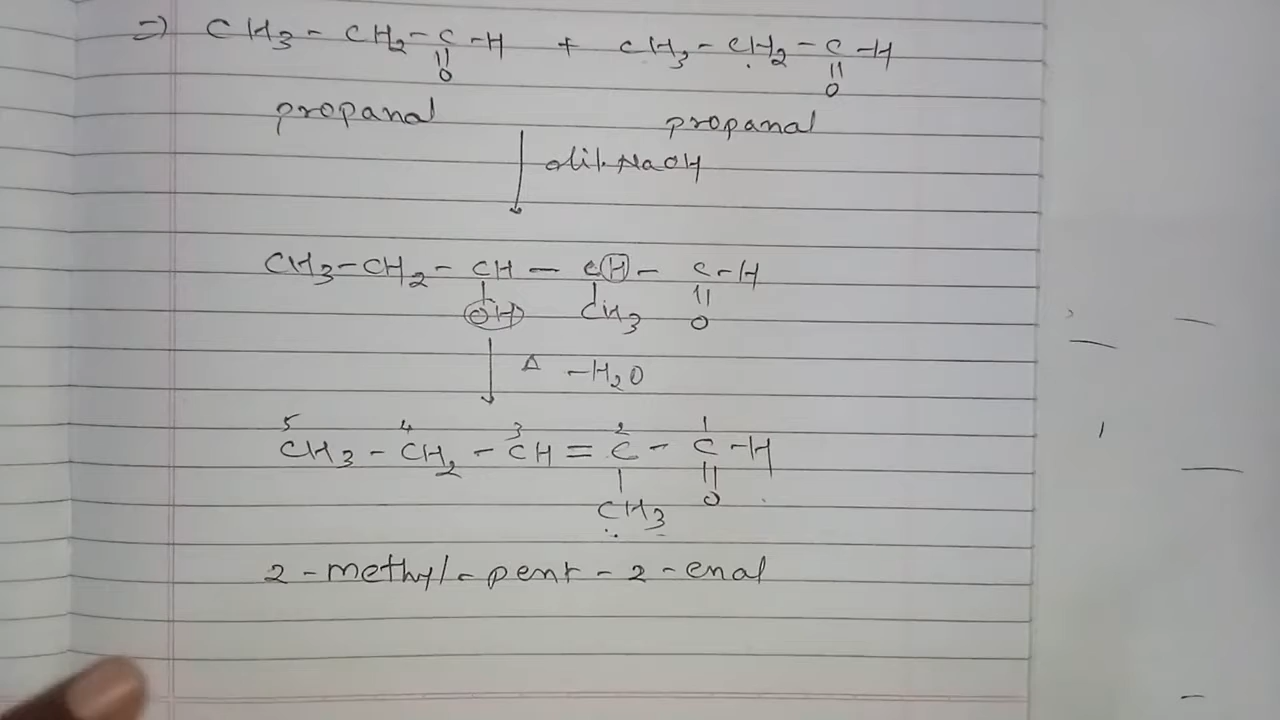 ⇒ CH3 - CH2 - C - H + CH3 - CH2 - C - H
|| ||
O O
propanal propanal
dil. NaOH
CH3 - CH2 - CH - CH - C - H
| | ||
OH CH3 O
Δ -H2O
5 4 3 2 1
CH3 - CH2 - CH = C - C - H
| ||
CH3 O
2 - methyl - pent - 2 - enal